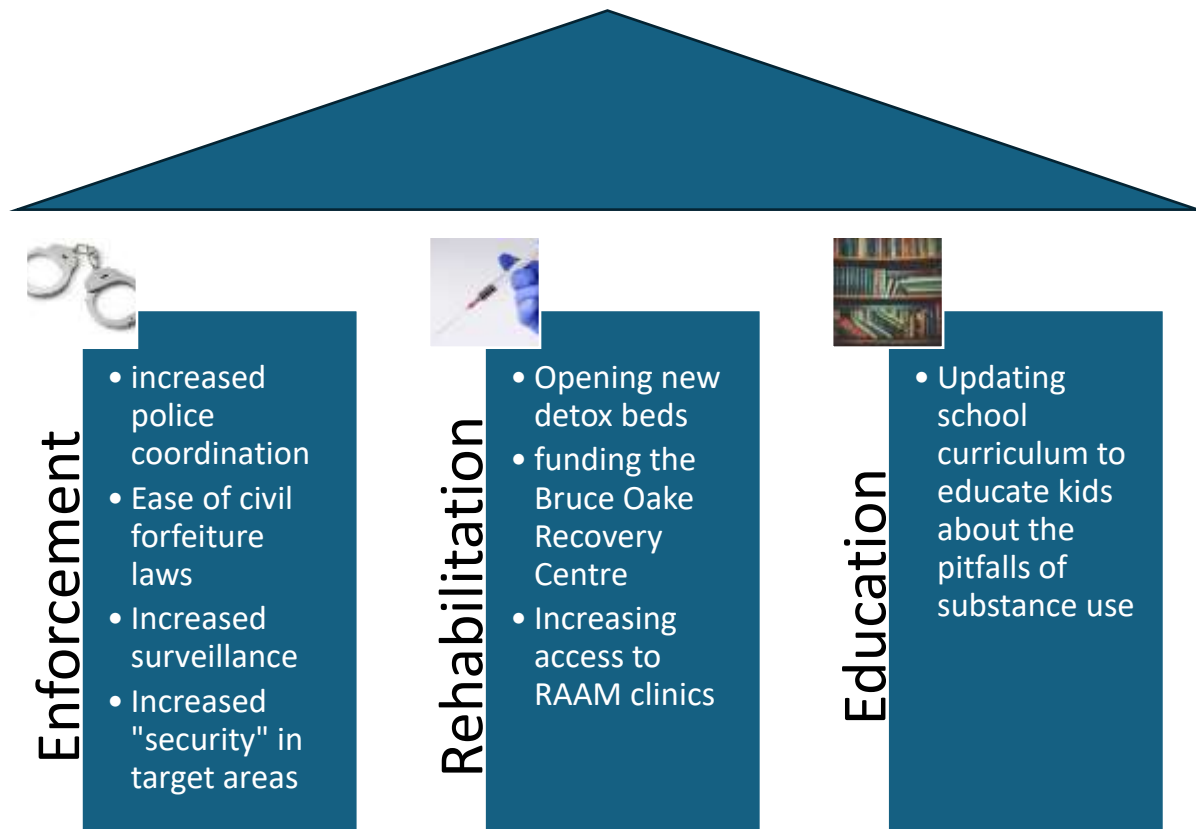 Enforcement
• increased
police
coordination
• Ease of civil
forfeiture
laws
• Increased
surveillance
• Increased
"security" in
target areas
Rehabilitation
• Opening new
detox beds
• funding the
Bruce Oake
Recovery
Centre
• Increasing
access to
RAAM clinics
Education
• Updating
school
curriculum to
educate kids
about the
pitfalls of
substance use